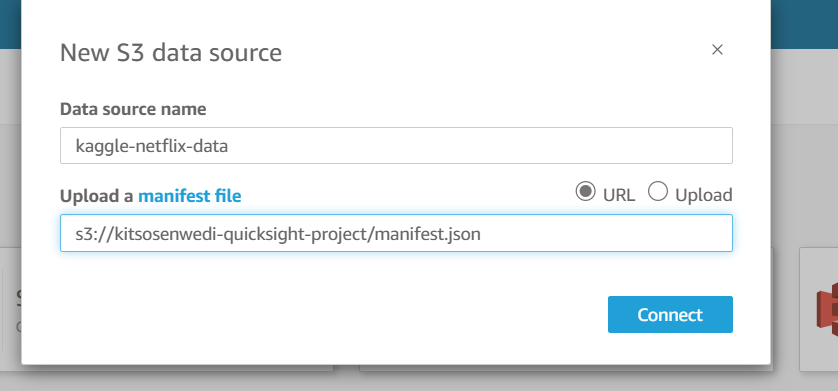 New S3 data source
×
Data source name
kaggle-netflix-data
Upload a manifest file URL Upload
s3://kitsosenwedi-quicksight-project/manifest.json
Connect